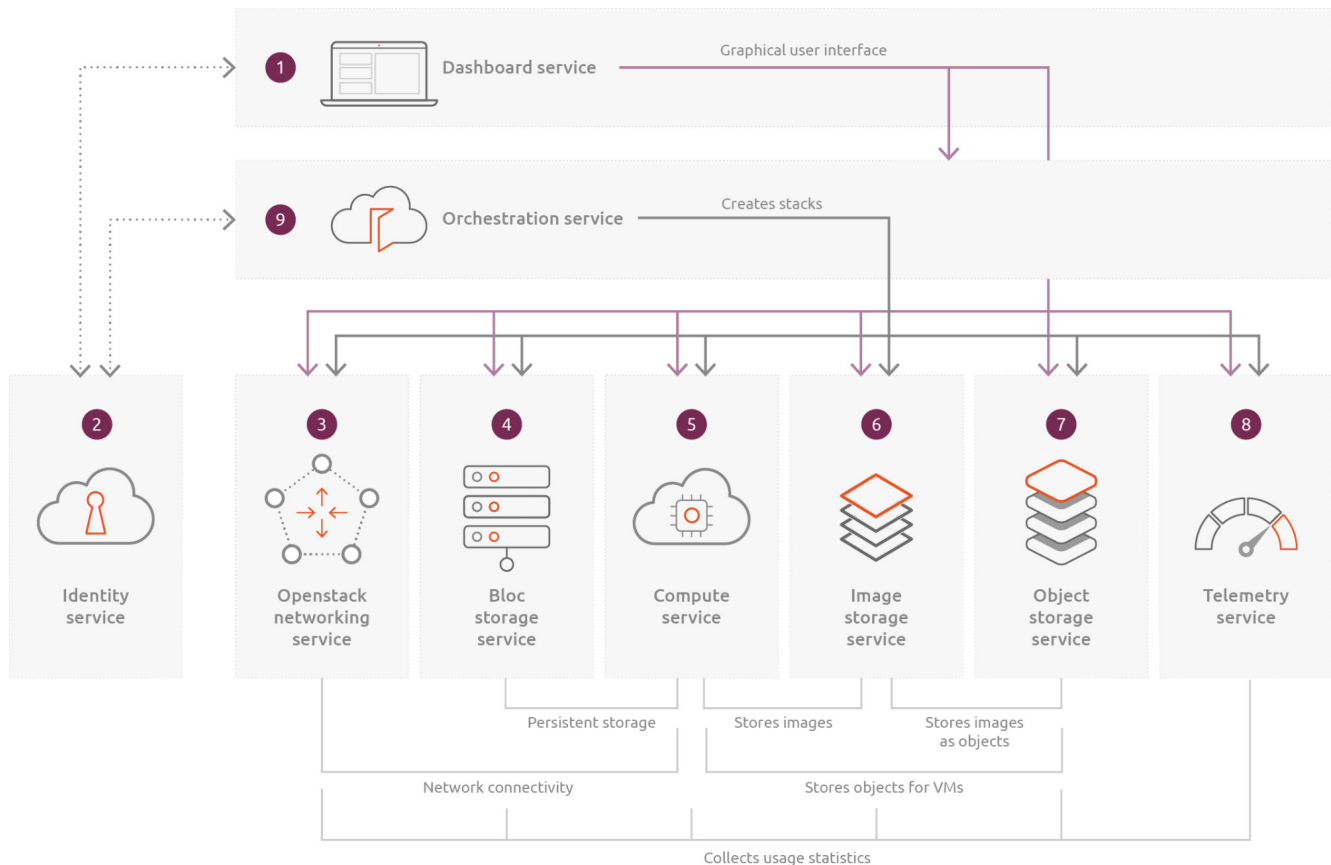 1
Dashboard service
Graphical user interface
9
Orchestration service
Creates stacks
2
Identity
service
3
Openstack
networking
service
4
Bloc
storage
service
5
Compute
service
6
Image
storage
service
7
Object
storage
service
8
Telemetry
service
Persistent storage
Stores images
Stores images
as objects
Network connectivity
Stores objects for VMs
Collects usage statistics